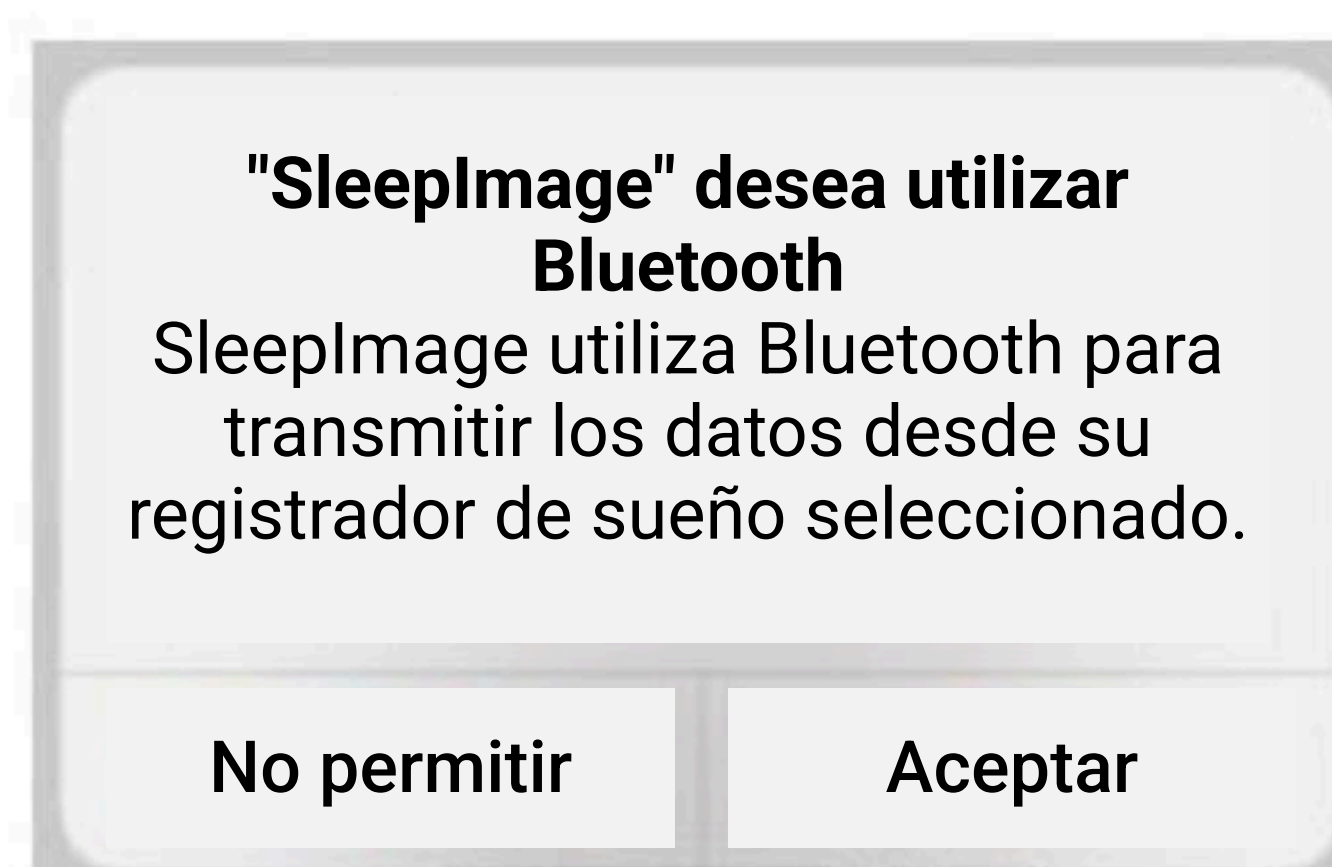 "SleepImage" desea utilizar
Bluetooth
SleepImage utiliza Bluetooth para
transmitir los datos desde su
registrador de sueño seleccionado.
No permitir
Aceptar